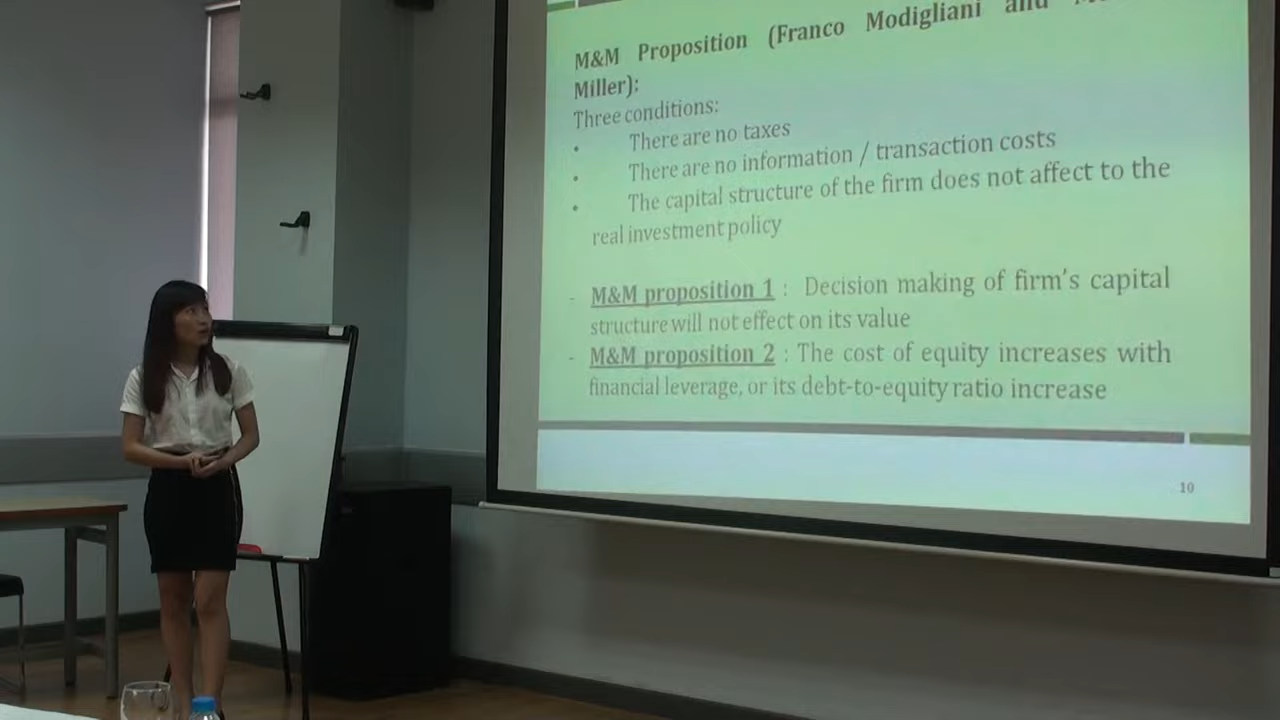 M&M Proposition (Franco Modigliani and
Miller):
Three conditions:
• There are no taxes
• There are no information / transaction costs
• The capital structure of the firm does not affect to the
real investment policy
- M&M proposition 1 : Decision making of firm's capital
structure will not effect on its value
- M&M proposition 2 : The cost of equity increases with
financial leverage, or its debt-to-equity ratio increase
10